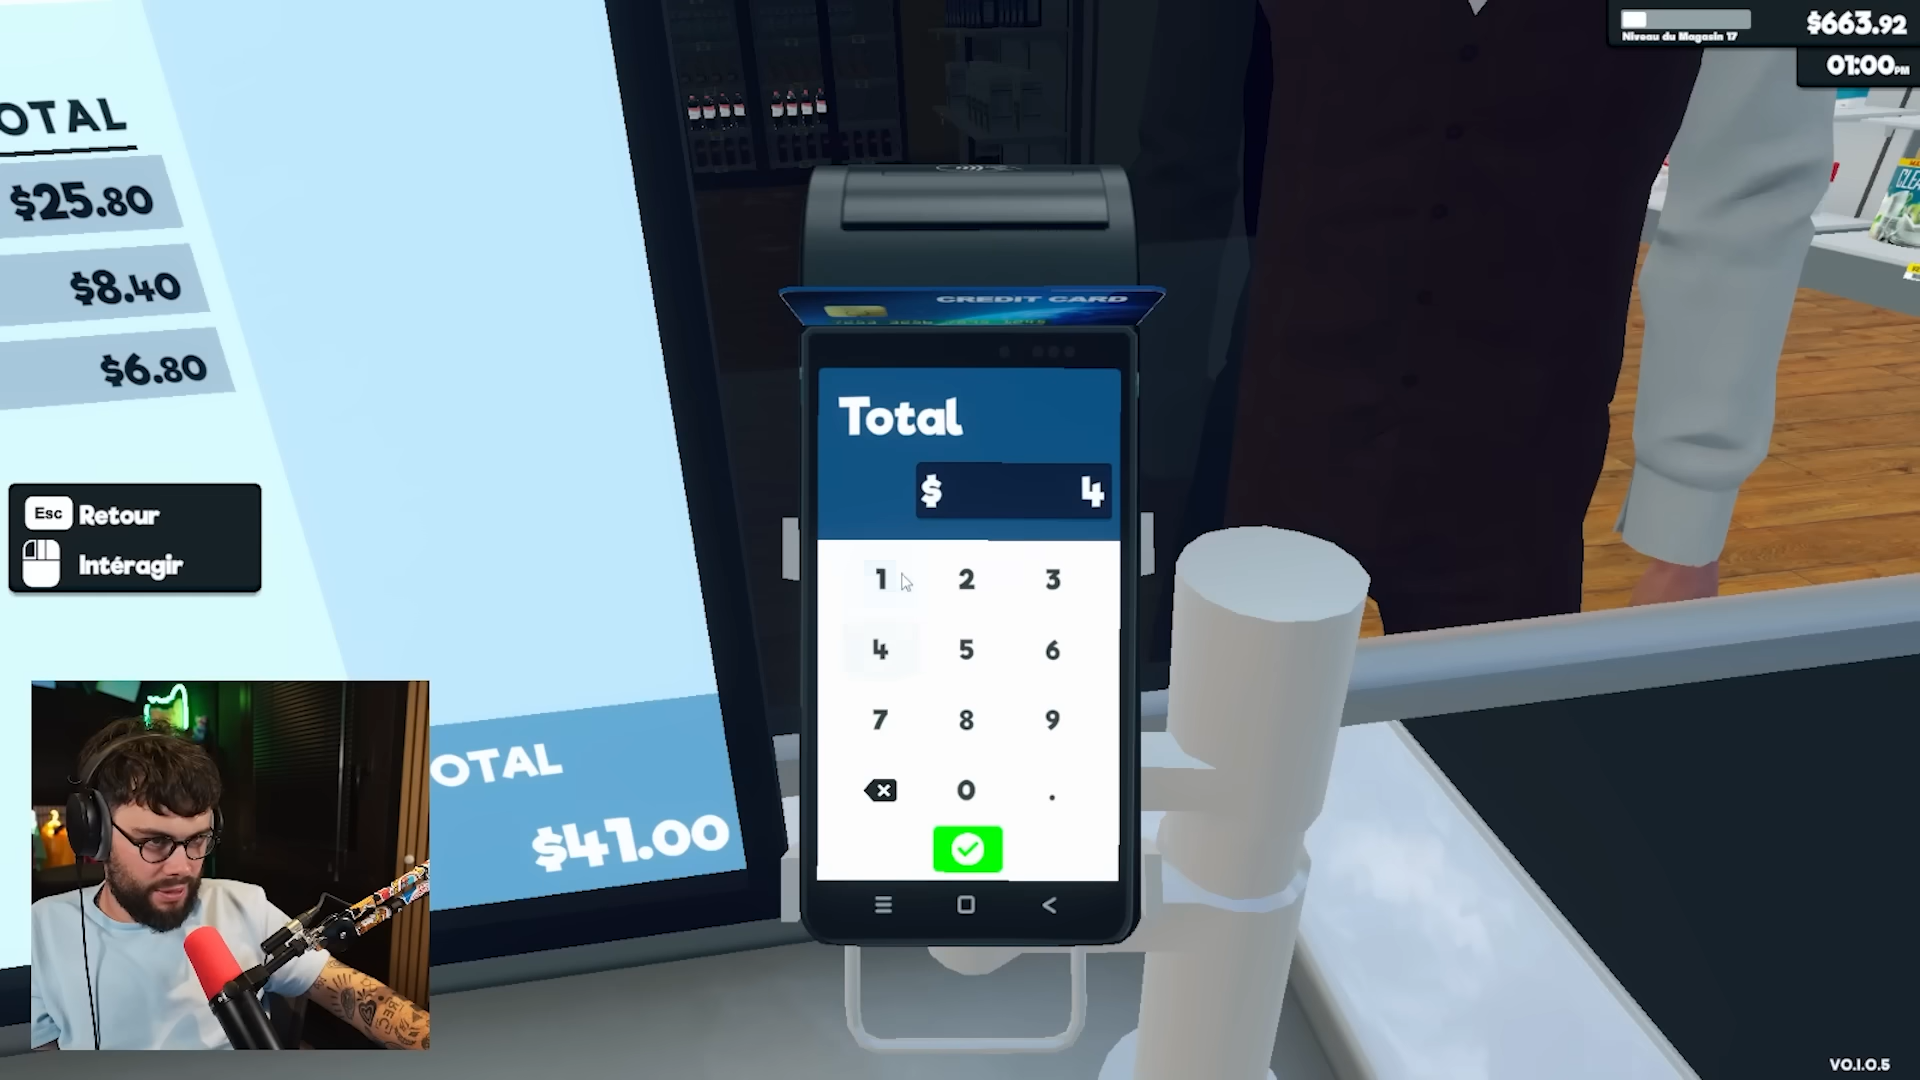 $663.92
Niveau du Magasin 17
01:00PM
OTAL
$25.80
$8.40
$6.80
CREDIT CARD
Total
$ 4
Esc Retour
Intéragir
1 2 3
4 5 6
7 8 9
0 .
OTAL
$41.00
V0.1.0.5